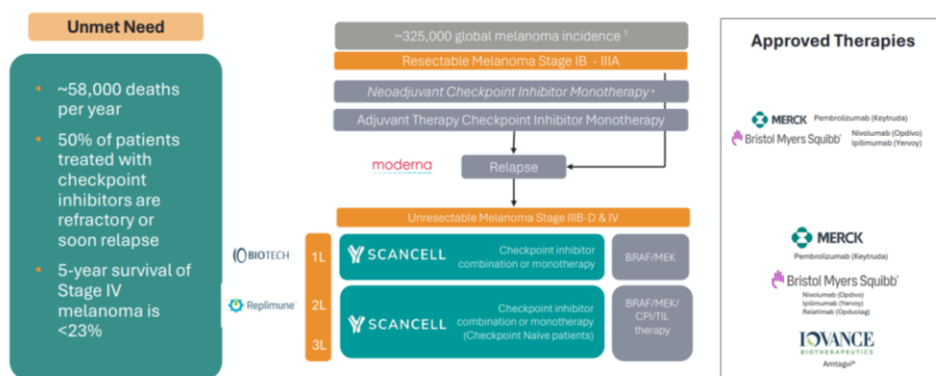 Unmet Need
~58,000 deaths
per year
50% of patients
treated with
checkpoint
inhibitors are
refractory or
soon relapse
5-year survival of
Stage IV
melanoma is
<23%
~325,000 global melanoma incidence 1
Resectable Melanoma Stage IB - IIIA
Neoadjuvant Checkpoint Inhibitor Monotherapy*
Adjuvant Therapy Checkpoint Inhibitor Monotherapy
moderna
Relapse
Unresectable Melanoma Stage IIIB-D & IV
IO BIOTECH
1L
SCANCELL
Checkpoint inhibitor
combination or monotherapy
BRAF/MEK
Replimune
2L
3L
SCANCELL
Checkpoint inhibitor
combination or monotherapy
(Checkpoint Naïve patients)
BRAF/MEK/
CPI/TIL
therapy
Approved Therapies
MERCK
Pembrolizumab (Keytruda)
Bristol Myers Squibb
Nivolumab (Opdivo)
Ipilimumab (Yervoy)
MERCK
Pembrolizumab (Keytruda)
Bristol Myers Squibb
Nivolumab (Opdivo)
Ipilimumab (Yervoy)
Relatlimab (Opduolag)
IOVANCE
BIOTHERAPEUTICS
Amtagvi®